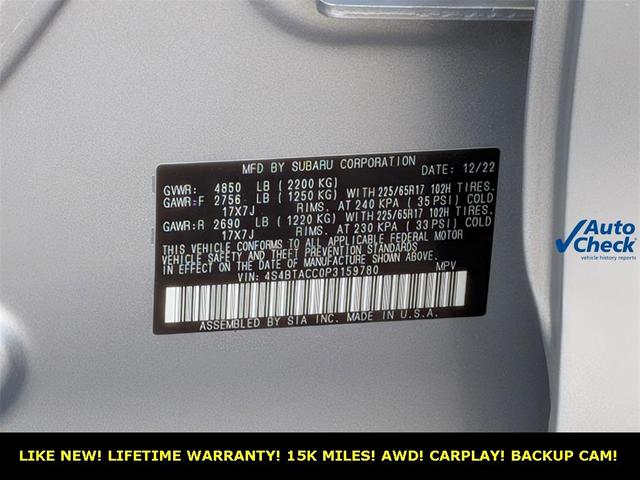 MFD BY SUBARU CORPORATION DATE: 12/22
GVWR: 4850 LB (2200 KG)
GAWR:F 2756 LB (1250 KG) WITH 225/65R17 102H TIRES.
17X7J RIMS. AT 240 KPA ( 35 PSI) COLD
GAWR:R 2690 LB (1220 KG) WITH 225/65R17 102H TIRES.
17X7J RIMS. AT 230 KPA ( 33 PSI) COLD
THIS VEHICLE CONFORMS TO ALL APPLICABLE FEDERAL MOTOR
VEHICLE SAFETY AND THEFT PREVENTION STANDARDS
IN EFFECT ON THE DATE OF MANUFACTURE SHOWN ABOVE.
VIN: 4S4BTACC0P3159780 MPV
ASSEMBLED BY SIA INC. MADE IN U.S.A.
Auto
Check
vehicle history reports
LIKE NEW! LIFETIME WARRANTY! 15K MILES! AWD! CARPLAY! BACKUP CAM!